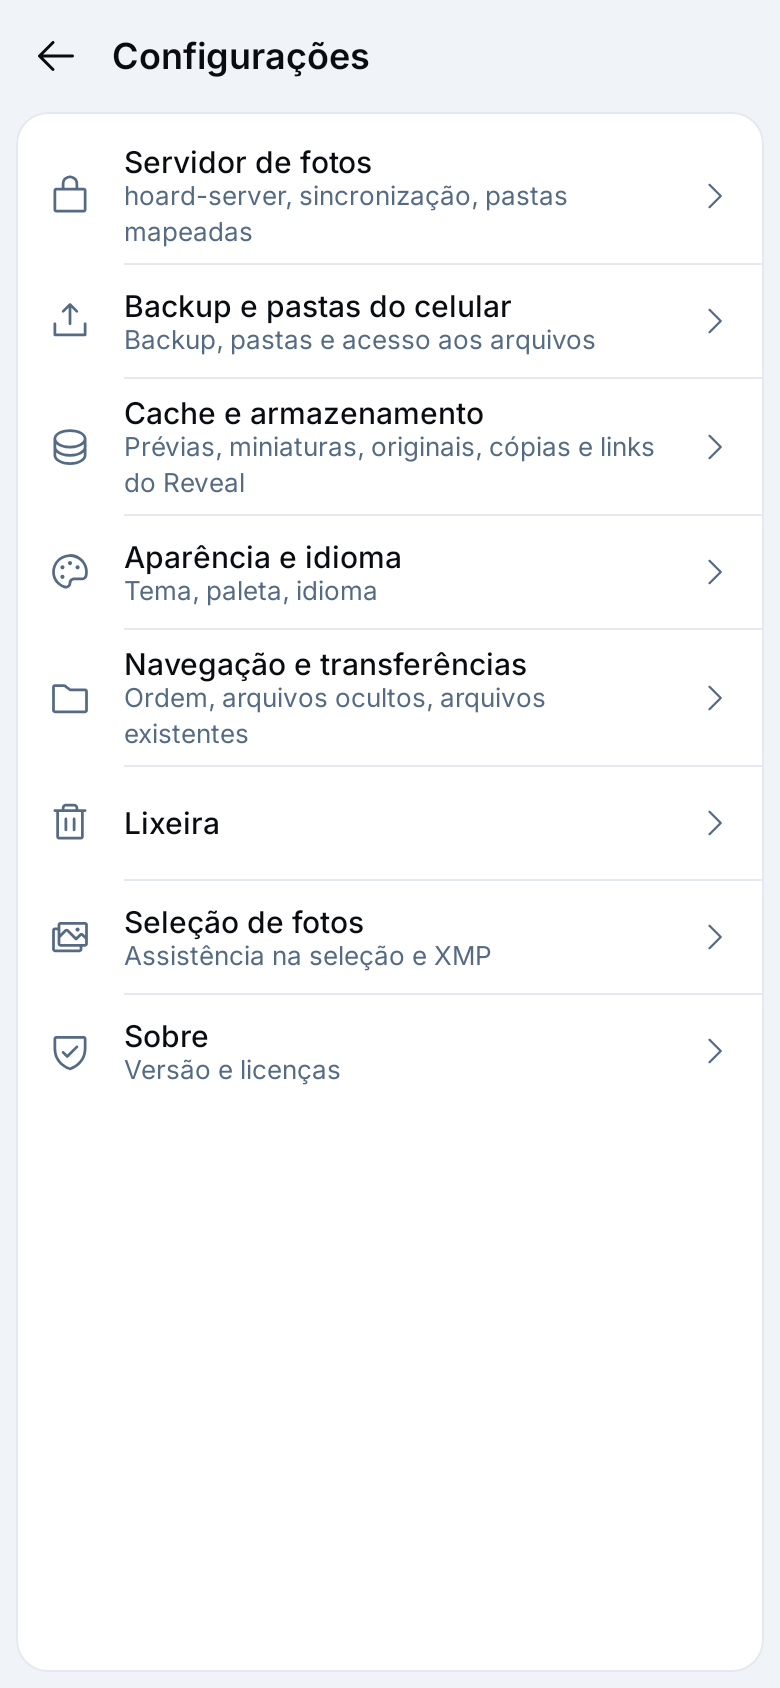 Configurações
Servidor de fotos
hoard-server, sincronização, pastas
mapeadas
Backup e pastas do celular
Backup, pastas e acesso aos arquivos
Cache e armazenamento
Prévias, miniaturas, originais, cópias e links
do Reveal
Aparência e idioma
Tema, paleta, idioma
Navegação e transferências
Ordem, arquivos ocultos, arquivos
existentes
Lixeira
Seleção de fotos
Assistência na seleção e XMP
Sobre
Versão e licenças